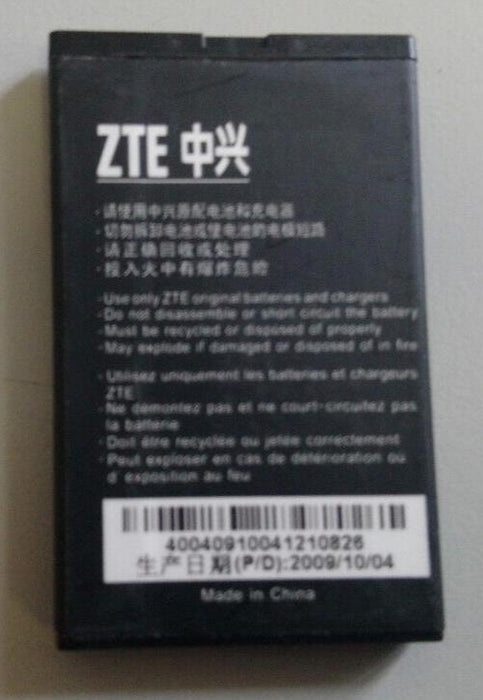 ZTE中兴
·请使用中兴原配电池和充电器
·切勿拆卸电池或使电池的电极短路
·请正确回收或处理
·投入火中有爆炸危险
·Use only ZTE original batteries and chargers
·Do not disassemble or short circuit the battery
·Must be recycled or disposed of properly
·May explode if damaged or disposed of in fire
·Utilisez uniquement les batteries et chargeurs
ZTE
·Ne démontez pas et ne court-circuitez pas
la batterie
·Doit être recyclée ou jetée correctement
·Peut exploser en cas de détérioration ou
d'exposition au feu
40040910041210826
生产日期(P/D):2009/10/04
Made in China